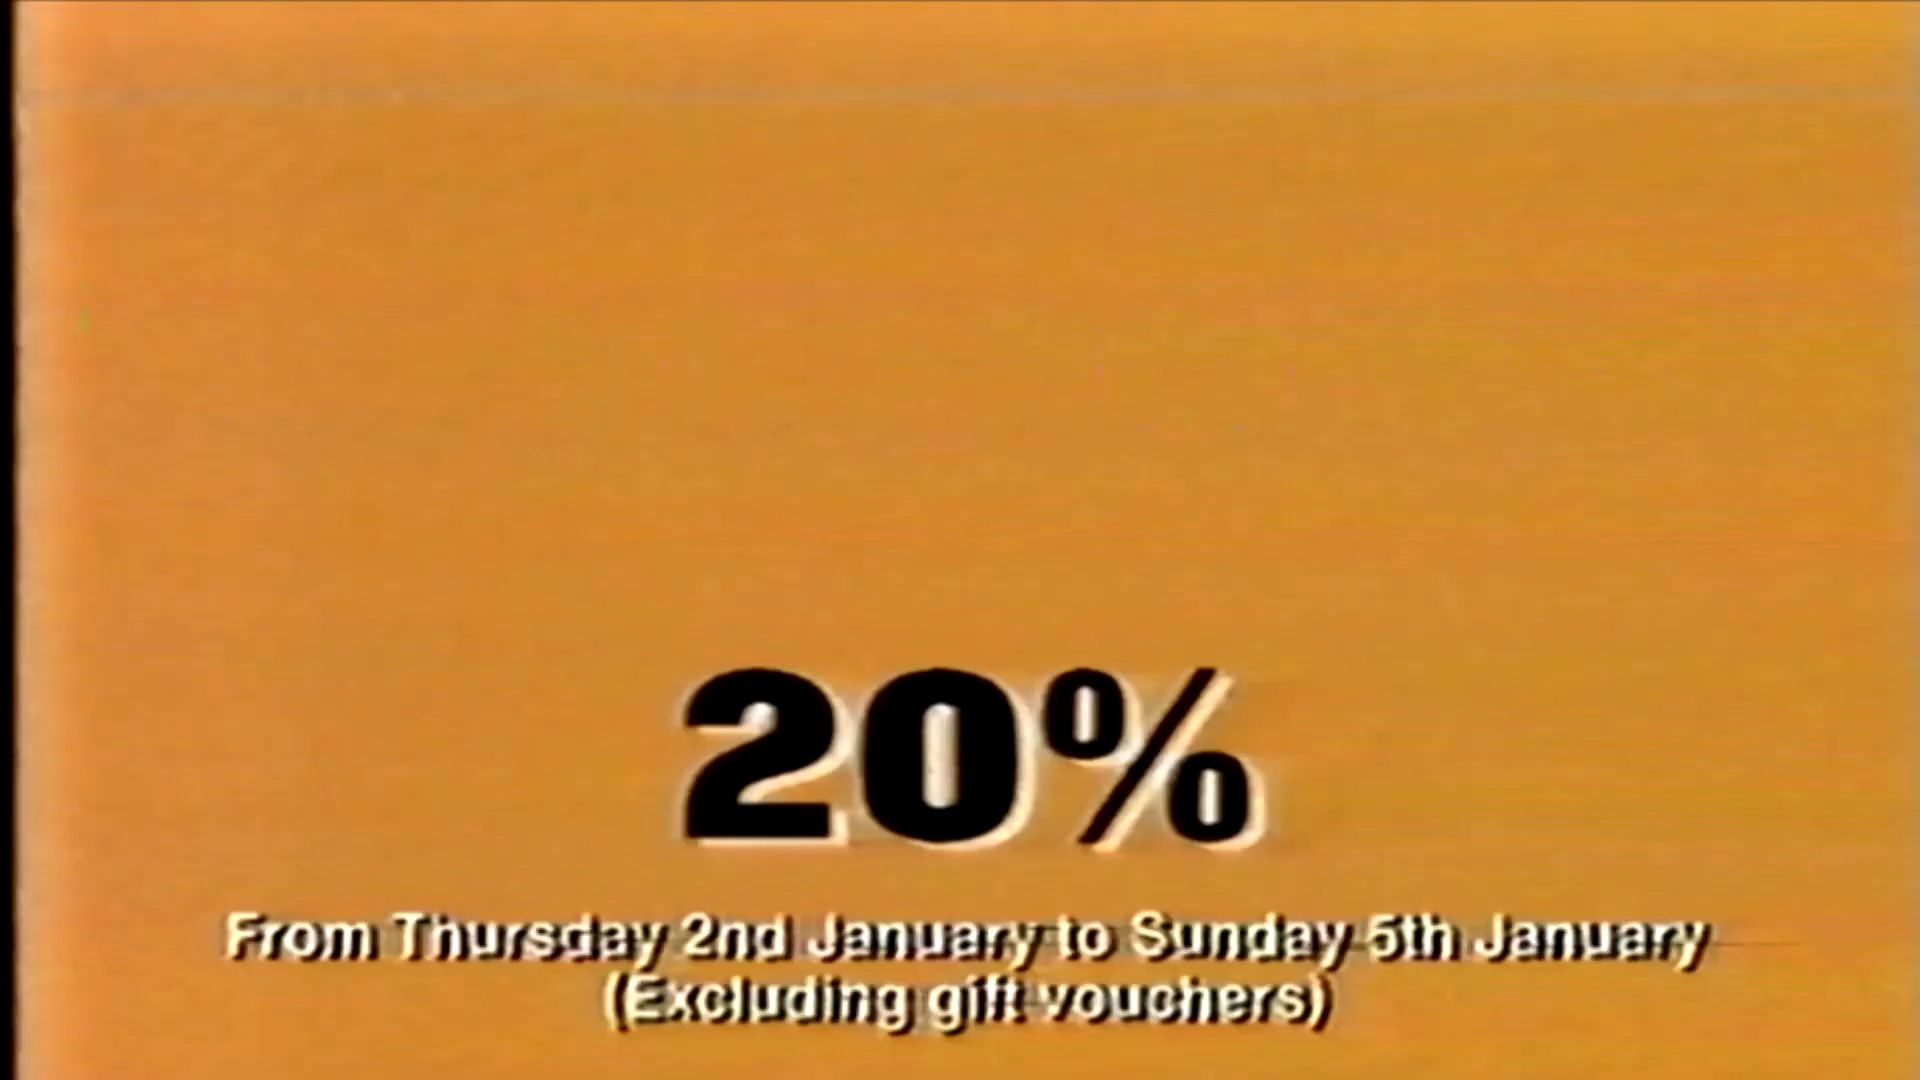 20%
From Thursday 2nd January to Sunday 5th January
(Excluding gift vouchers)